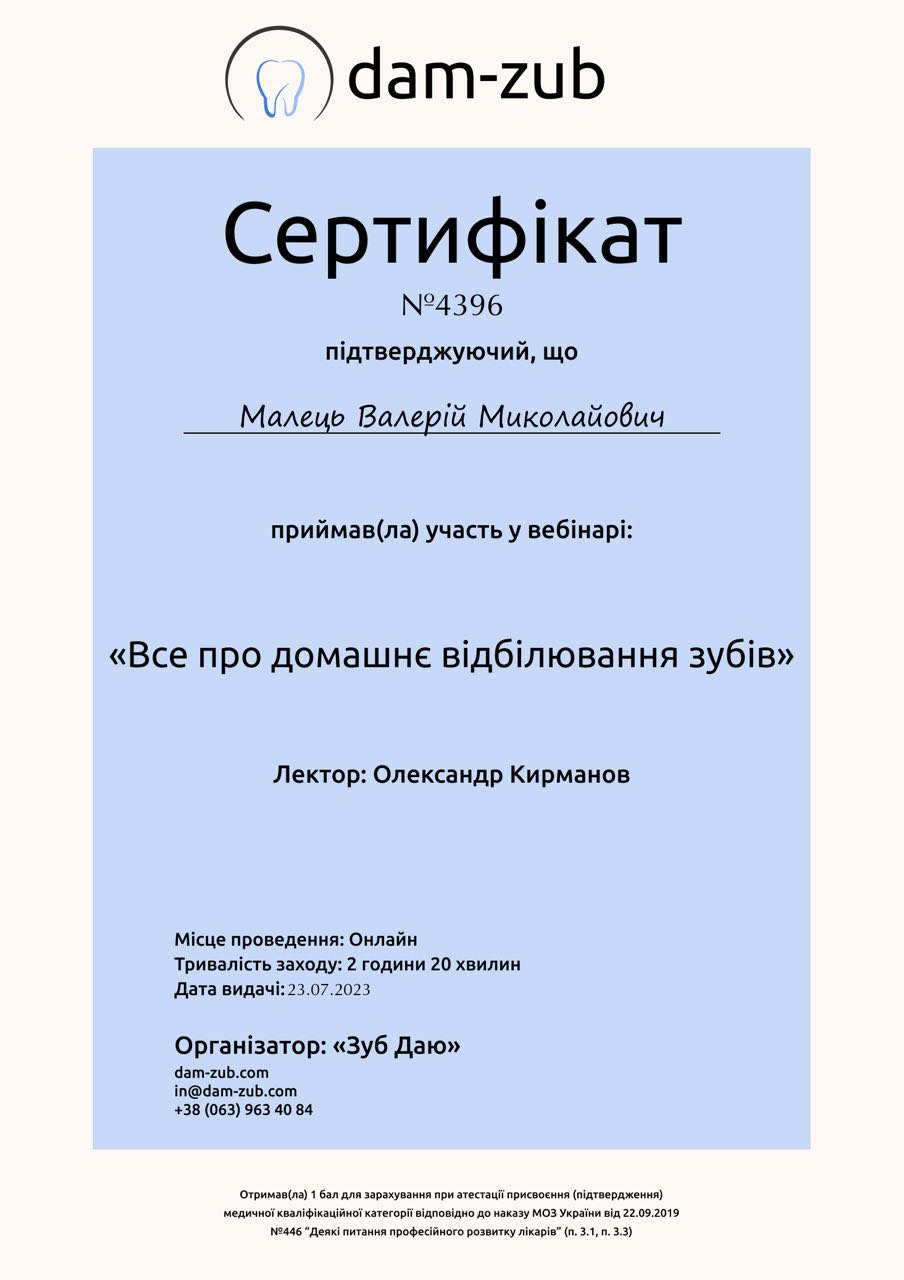 dam-zub
Сертифікат
№4396
підтверджуючий, що
Малець Валерій Миколайович
приймав(ла) участь у вебінарі:
«Все про домашнє відбілювання зубів»
Лектор: Олександр Кирманов
Місце проведення: Онлайн
Тривалість заходу: 2 години 20 хвилин
Дата видачі: 23.07.2023
Організатор: «Зуб Даю»
dam-zub.com
in@dam-zub.com
+38 (063) 963 40 84
Отримав(ла) 1 бал для зарахування при атестації присвоєння (підтвердження)
медичної кваліфікаційної категорії відповідно до наказу МОЗ України від 22.09.2019
№446 “Деякі питання професійного розвитку лікарів” (п. 3.1, п. 3.3)